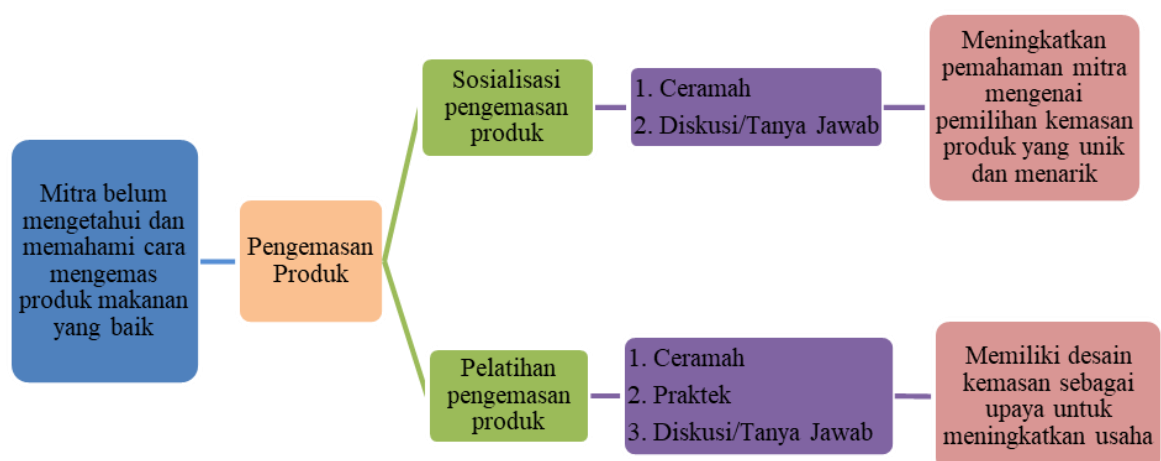 Mitra belum
mengetahui dan
memahami cara
mengemas
produk makanan
yang baik
Pengemasan
Produk
Sosialisasi
pengemasan
produk
1. Ceramah
2. Diskusi/Tanya Jawab
Meningkatkan
pemahaman mitra
mengenai
pemilihan kemasan
produk yang unik
dan menarik
Pelatihan
pengemasan
produk
1. Ceramah
2. Praktek
3. Diskusi/Tanya Jawab
Memiliki desain
kemasan sebagai
upaya untuk
meningkatkan usaha